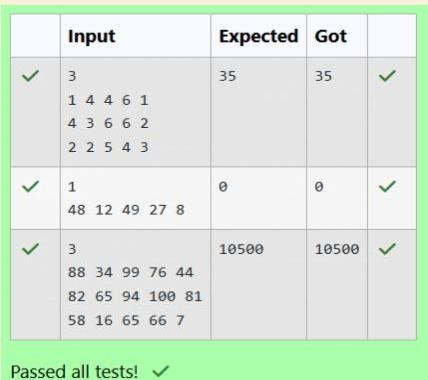 Input Expected Got
3 35 35
1 4 4 6 1
4 3 6 6 2
2 2 5 4 3
1 0 0
48 12 49 27 8
3 10500 10500
88 34 99 76 44
82 65 94 100 81
58 16 65 66 7
Passed all tests!